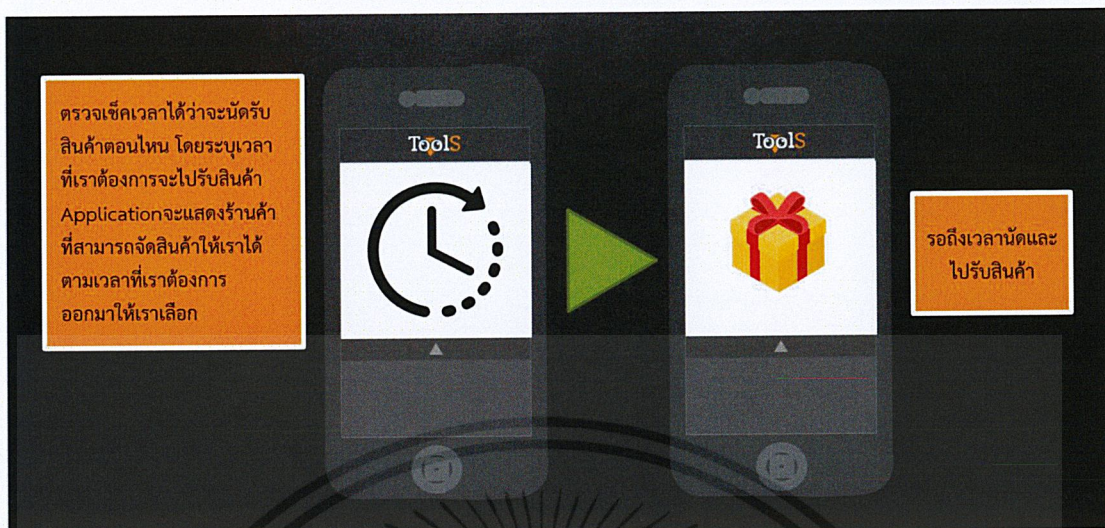 ตรวจเช็คเวลาได้ว่าจะนัดรับ
สินค้าตอนไหน โดยระบุเวลา
ที่เราต้องการจะไปรับสินค้า
Applicationจะแสดงร้านค้า
ที่สามารถจัดสินค้าให้เราได้
ตามเวลาที่เราต้องการ
ออกมาให้เราเลือก
ToolS
ToolS
รอถึงเวลานัดและ
ไปรับสินค้า